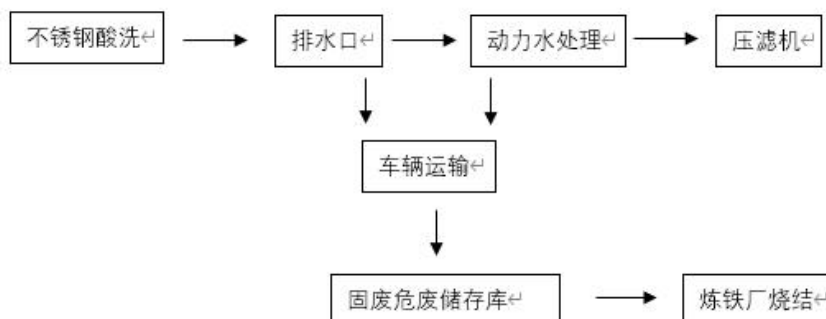 不锈钢酸洗
排水口
动力水处理
压滤机
车辆运输
固废危废储存库
炼铁厂烧结